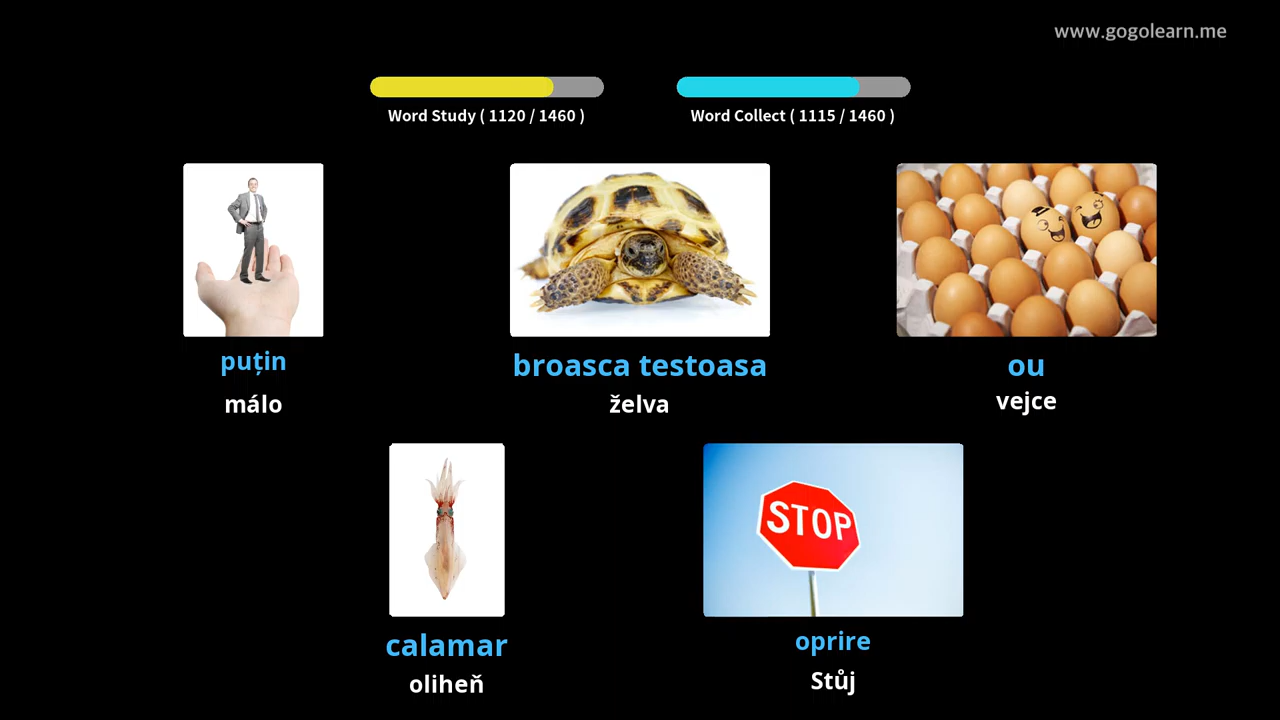 www.gogolearn.me
Word Study ( 1120 / 1460 )
Word Collect ( 1115 / 1460 )
puțin
málo
broasca testoasa
želva
ou
vejce
STOP
calamar
oliheň
oprire
Stůj